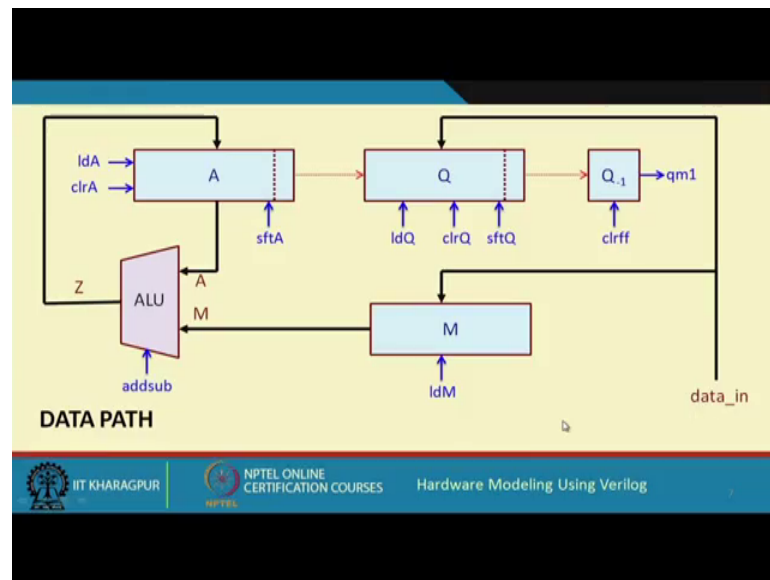 ldA
clrA
A
sftA
Q
ldQ
clrQ
sftQ
Q-1
qm1
clrff
Z
ALU
A
M
addsub
M
ldM
data_in
DATA PATH
IIT KHARAGPUR
NPTEL
NPTEL ONLINE
CERTIFICATION COURSES
Hardware Modeling Using Verilog
7